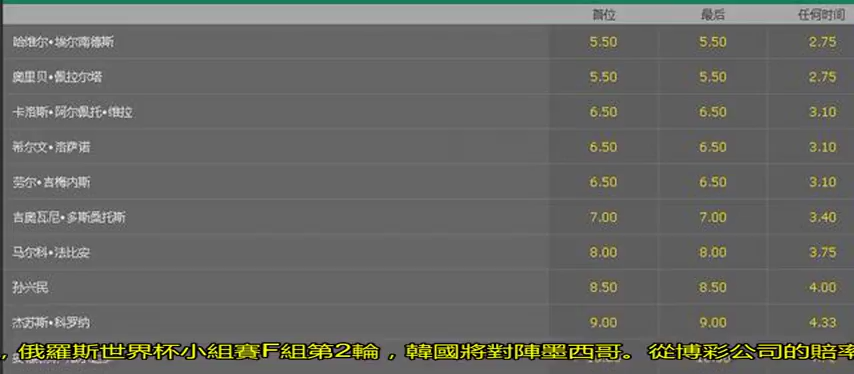 首位 最后 任何时间
哈维尔•埃尔南德斯 5.50 5.50 2.75
奥里贝•佩拉尔塔 5.50 5.50 2.75
卡洛斯•阿尔佩托•维拉 6.50 6.50 3.10
希尔文•洛萨诺 6.50 6.50 3.10
劳尔•吉梅内斯 6.50 6.50 3.10
吉奥瓦尼•多斯桑托斯 7.00 7.00 3.40
马尔科•法比安 8.00 8.00 3.75
孙兴民 8.50 8.50 4.00
杰苏斯•科罗纳 9.00 9.00 4.33
，俄羅斯世界杯小組賽F組第2輪，韓國將對陣墨西哥。從博彩公司的賠率